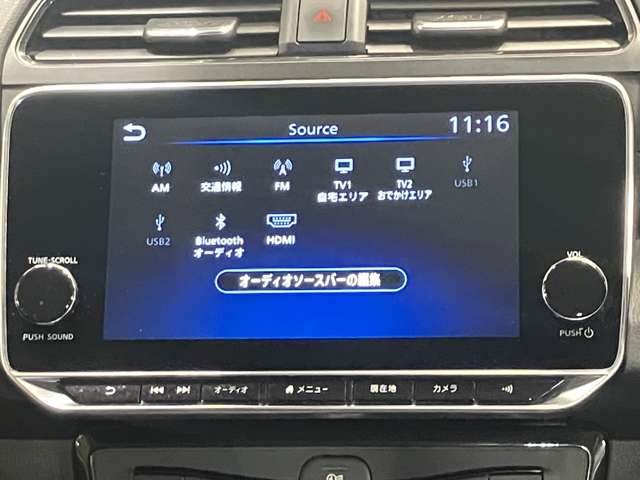 Source
11:16
AM
交通情報
FM
TV1
自宅エリア
TV2
おでかけエリア
USB1
USB2
Bluetooth
オーディオ
HDMI
オーディオソースバーの編集
TUNE·SCROLL
PUSH SOUND
VOL
PUSH
オーディオ
メニュー
現在地
カメラ